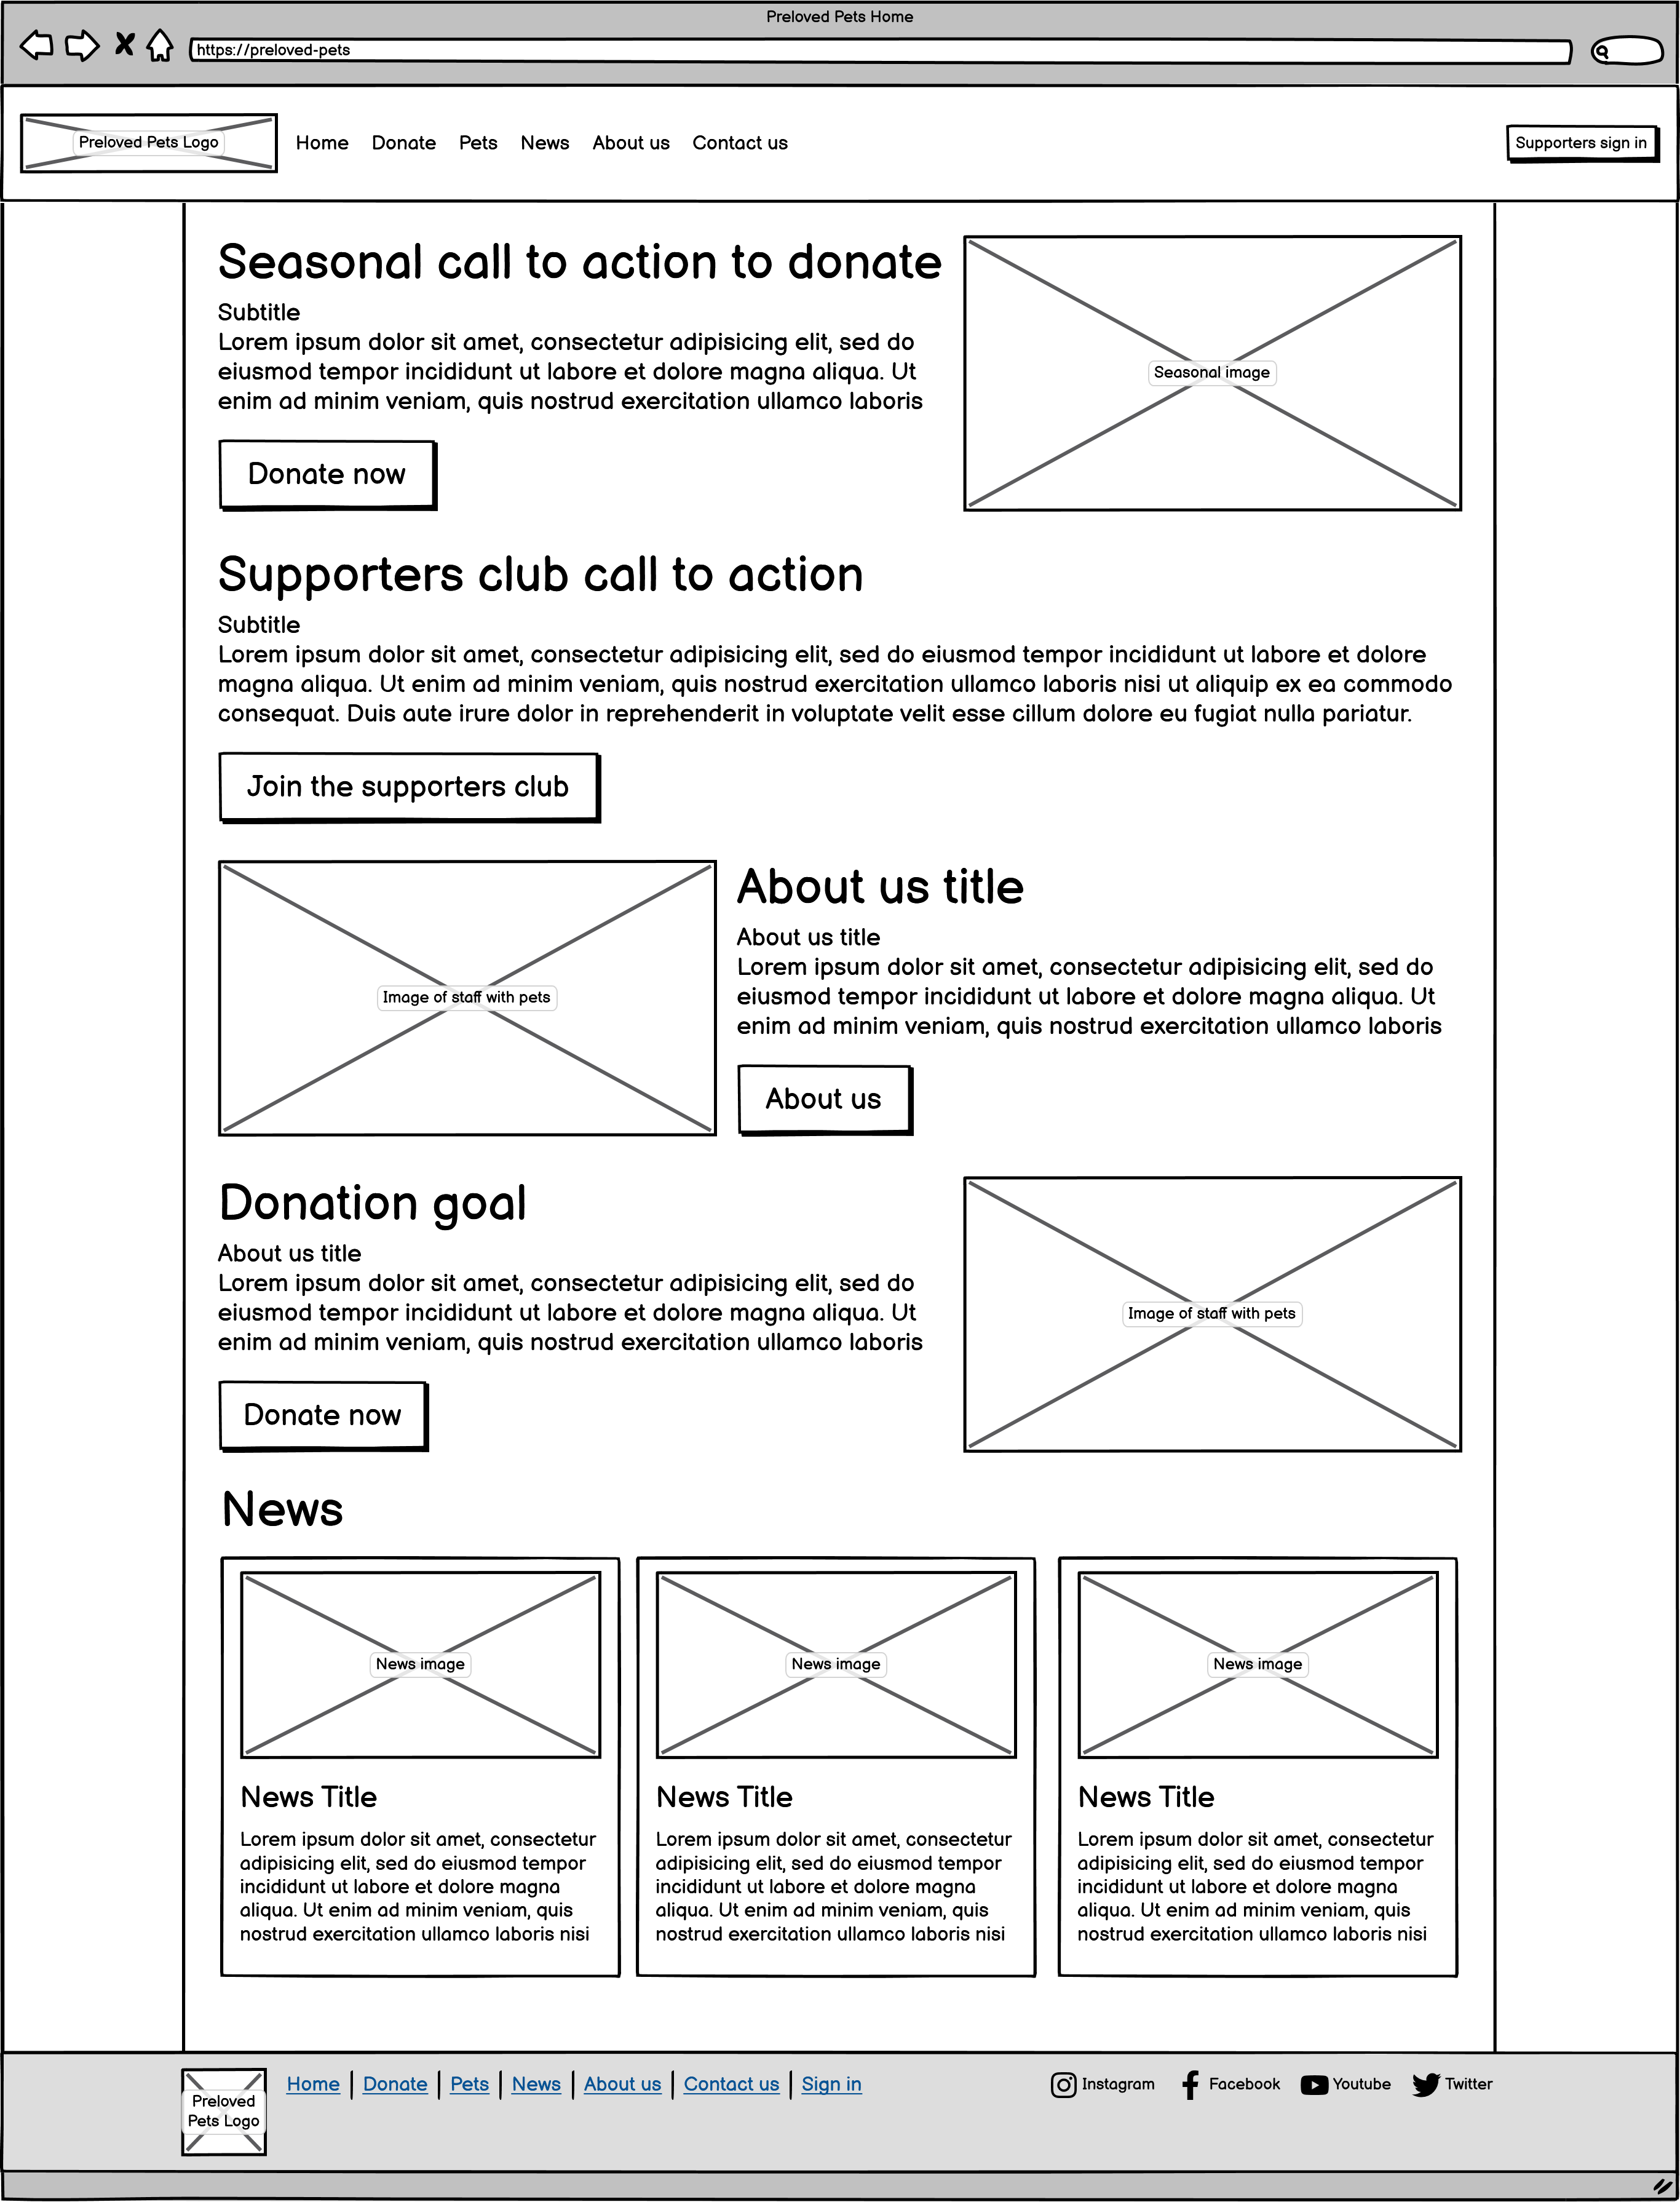 Preloved Pets Home
https://preloved-pets
Preloved Pets Logo
Home Donate Pets News About us Contact us
Supporters sign in
Seasonal call to action to donate
Subtitle
Lorem ipsum dolor sit amet, consectetur adipisicing elit, sed do
eiusmod tempor incididunt ut labore et dolore magna aliqua. Ut
enim ad minim veniam, quis nostrud exercitation ullamco laboris
Donate now
Seasonal image
Supporters club call to action
Subtitle
Lorem ipsum dolor sit amet, consectetur adipisicing elit, sed do eiusmod tempor incididunt ut labore et dolore
magna aliqua. Ut enim ad minim veniam, quis nostrud exercitation ullamco laboris nisi ut aliquip ex ea commodo
consequat. Duis aute irure dolor in reprehenderit in voluptate velit esse cillum dolore eu fugiat nulla pariatur.
Join the supporters club
Image of staff with pets
About us title
About us title
Lorem ipsum dolor sit amet, consectetur adipisicing elit, sed do
eiusmod tempor incididunt ut labore et dolore magna aliqua. Ut
enim ad minim veniam, quis nostrud exercitation ullamco laboris
About us
Donation goal
About us title
Lorem ipsum dolor sit amet, consectetur adipisicing elit, sed do
eiusmod tempor incididunt ut labore et dolore magna aliqua. Ut
enim ad minim veniam, quis nostrud exercitation ullamco laboris
Donate now
Image of staff with pets
News
News image
News Title
Lorem ipsum dolor sit amet, consectetur
adipisicing elit, sed do eiusmod tempor
incididunt ut labore et dolore magna
aliqua. Ut enim ad minim veniam, quis
nostrud exercitation ullamco laboris nisi
News image
News Title
Lorem ipsum dolor sit amet, consectetur
adipisicing elit, sed do eiusmod tempor
incididunt ut labore et dolore magna
aliqua. Ut enim ad minim veniam, quis
nostrud exercitation ullamco laboris nisi
News image
News Title
Lorem ipsum dolor sit amet, consectetur
adipisicing elit, sed do eiusmod tempor
incididunt ut labore et dolore magna
aliqua. Ut enim ad minim veniam, quis
nostrud exercitation ullamco laboris nisi
Preloved
Pets Logo
Home | Donate | Pets | News | About us | Contact us | Sign in
Instagram Facebook Youtube Twitter